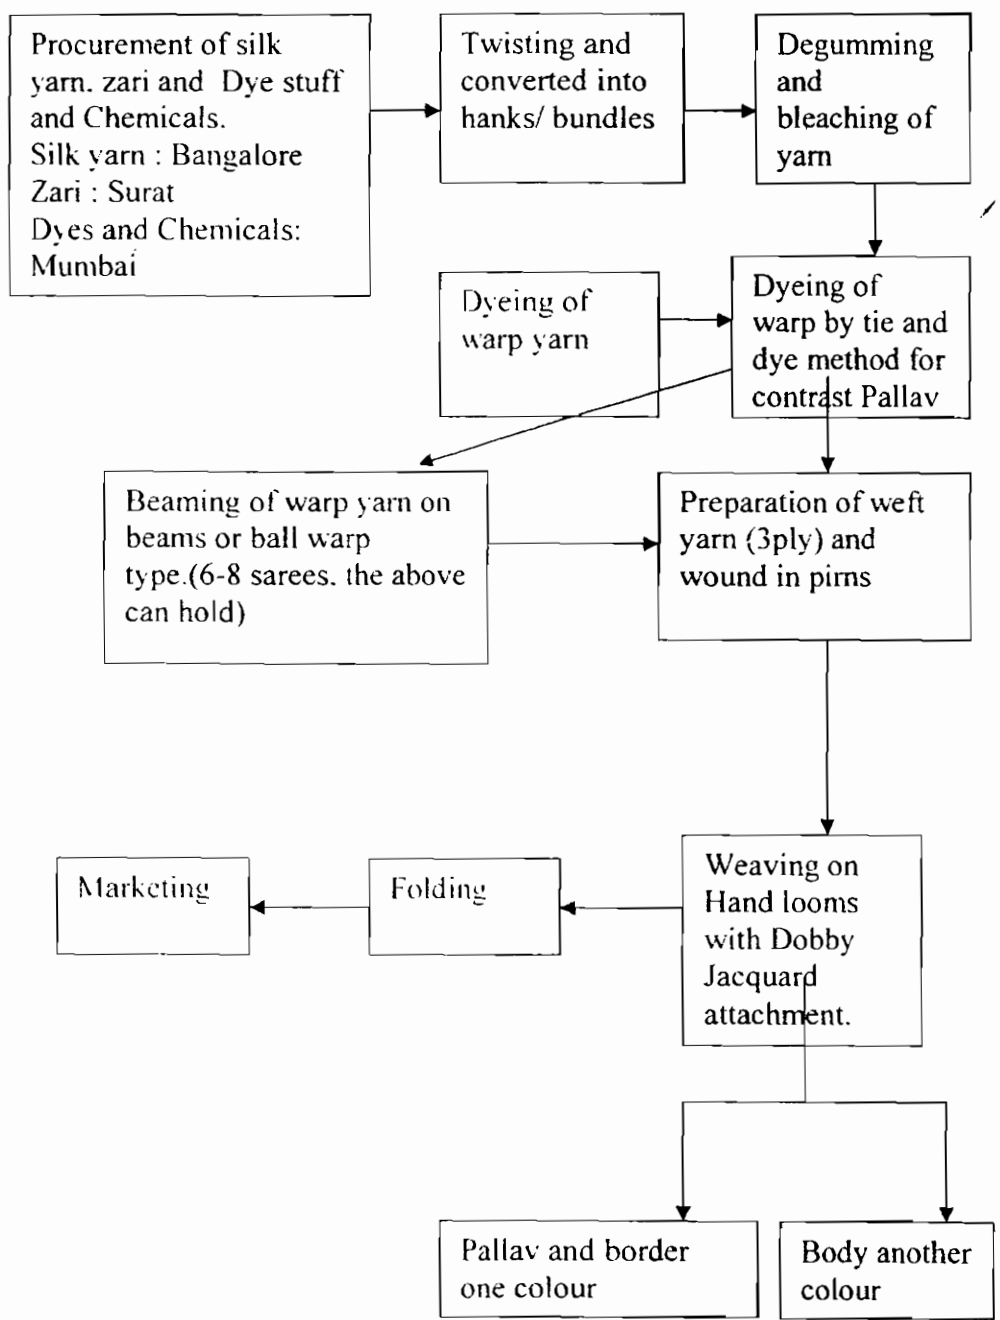 Procurement of silk
yarn. zari and Dye stuff
and Chemicals.
Silk yarn : Bangalore
Zari : Surat
Dyes and Chemicals:
Mumbai
Twisting and
converted into
hanks/ bundles
Degumming
and
bleaching of
yarn
Dyeing of
warp yarn
Dyeing of
warp by tie and
dye method for
contrast Pallav
Beaming of warp yarn on
beams or ball warp
type.(6-8 sarees. the above
can hold)
Preparation of weft
yarn (3ply) and
wound in pirns
Weaving on
Hand looms
with Dobby
Jacquard
attachment.
Folding
Marketing
Pallav and border
one colour
Body another
colour